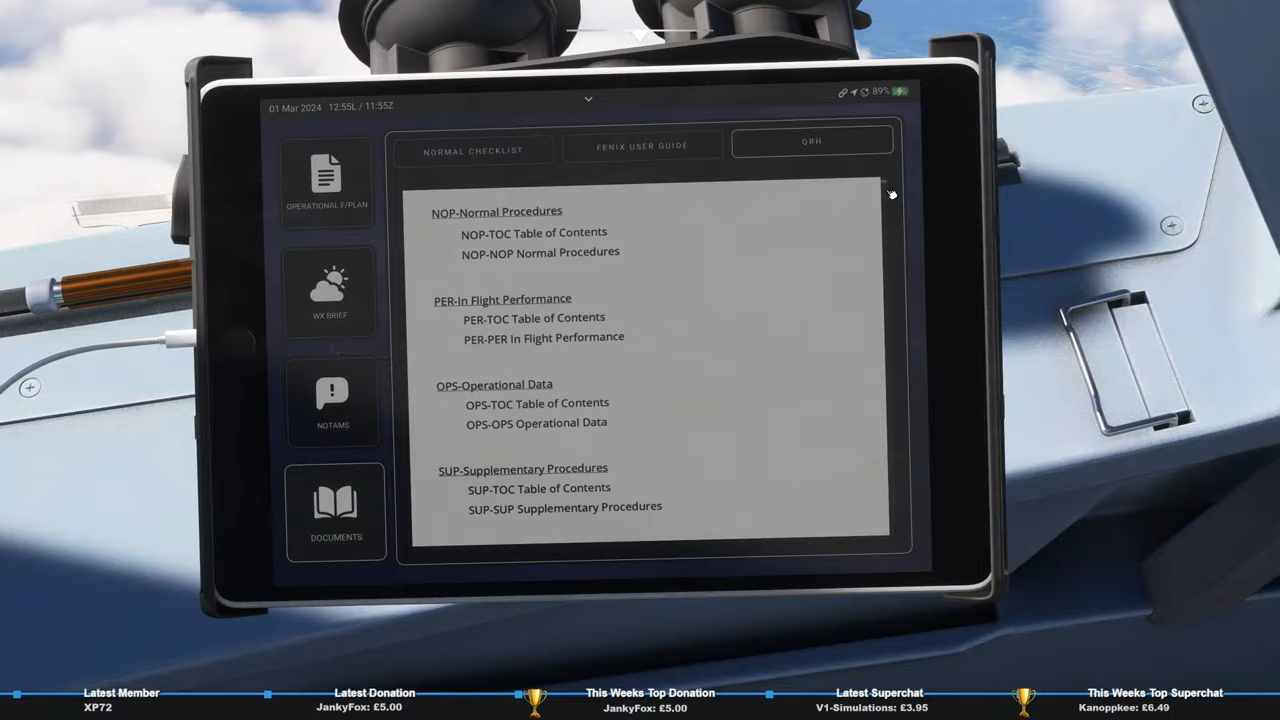 01 Mar 2024 12:55L / 11:55Z
89%
OPERATIONAL F/PLAN
WX BRIEF
NOTAMS
DOCUMENTS
NORMAL CHECKLIST
FENIX USER GUIDE
QRH
NOP-Normal Procedures
NOP-TOC Table of Contents
NOP-NOP Normal Procedures
PER-In Flight Performance
PER-TOC Table of Contents
PER-PER In Flight Performance
OPS-Operational Data
OPS-TOC Table of Contents
OPS-OPS Operational Data
SUP-Supplementary Procedures
SUP-TOC Table of Contents
SUP-SUP Supplementary Procedures
Latest Member
XP72
Latest Donation
JankyFox: £5.00
This Weeks Top Donation
JankyFox: £5.00
Latest Superchat
V1-Simulations: £3.95
This Weeks Top Superchat
Kanoppkee: £6.49